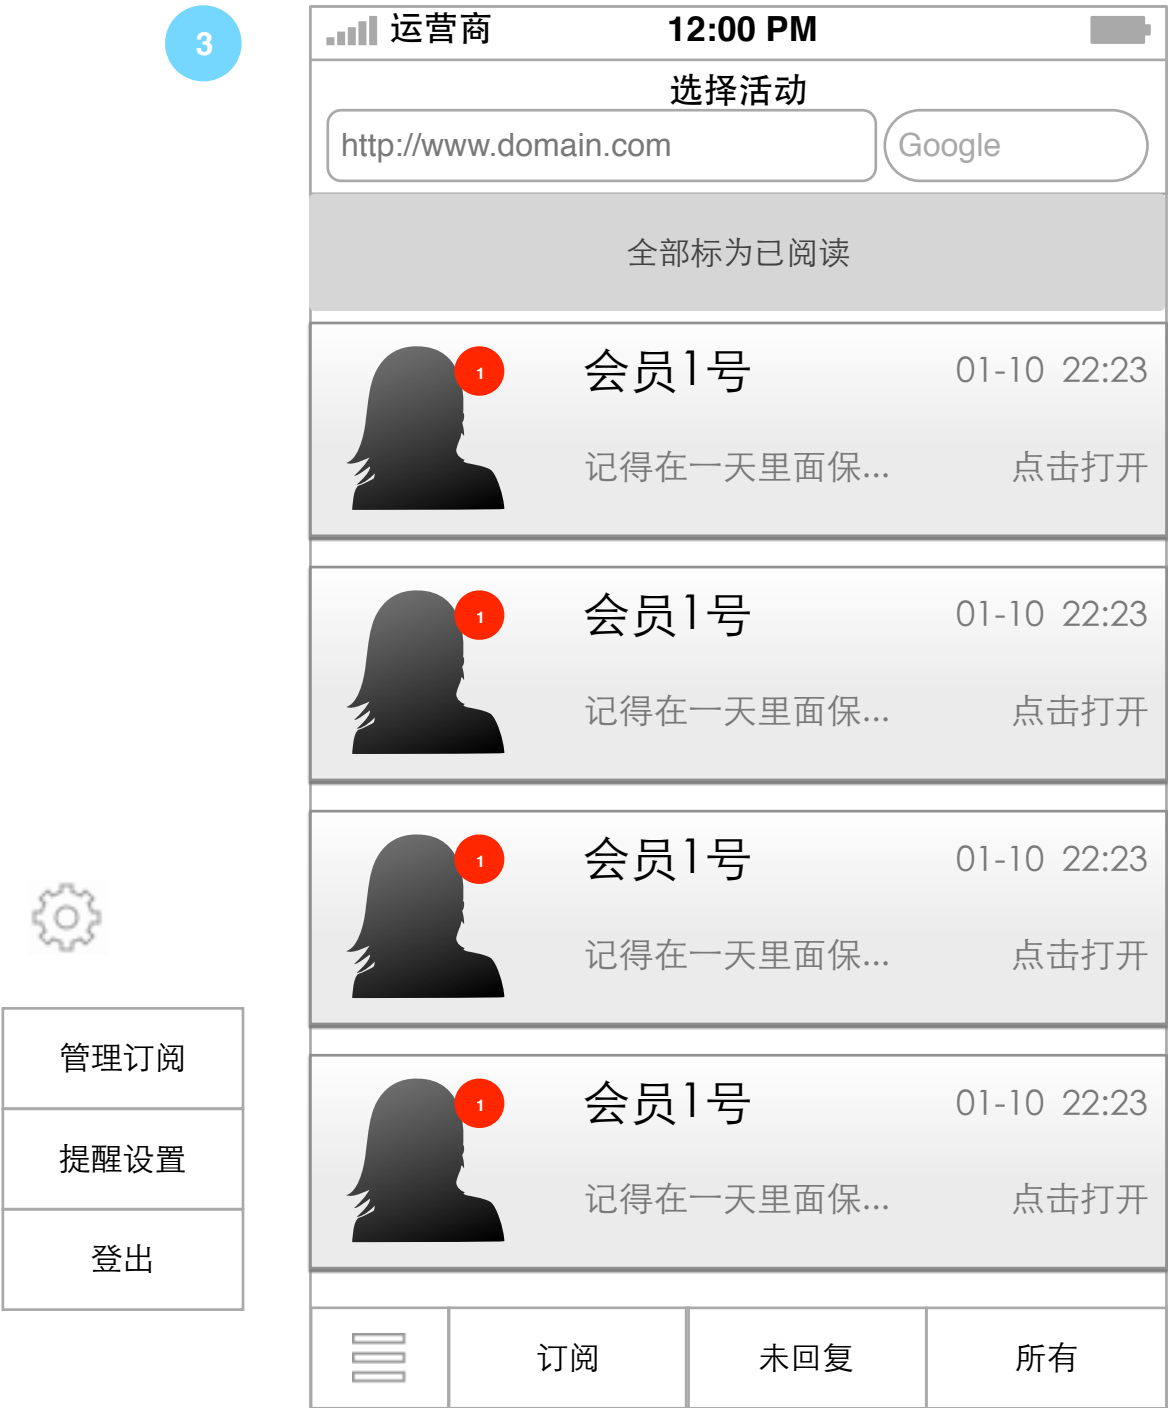 3
运营商 12:00 PM
选择活动
http://www.domain.com Google
全部标为已阅读
1 会员1号 01-10 22:23
记得在一天里面保... 点击打开
1 会员1号 01-10 22:23
记得在一天里面保... 点击打开
1 会员1号 01-10 22:23
记得在一天里面保... 点击打开
1 会员1号 01-10 22:23
记得在一天里面保... 点击打开
管理订阅
提醒设置
登出
订阅 未回复 所有